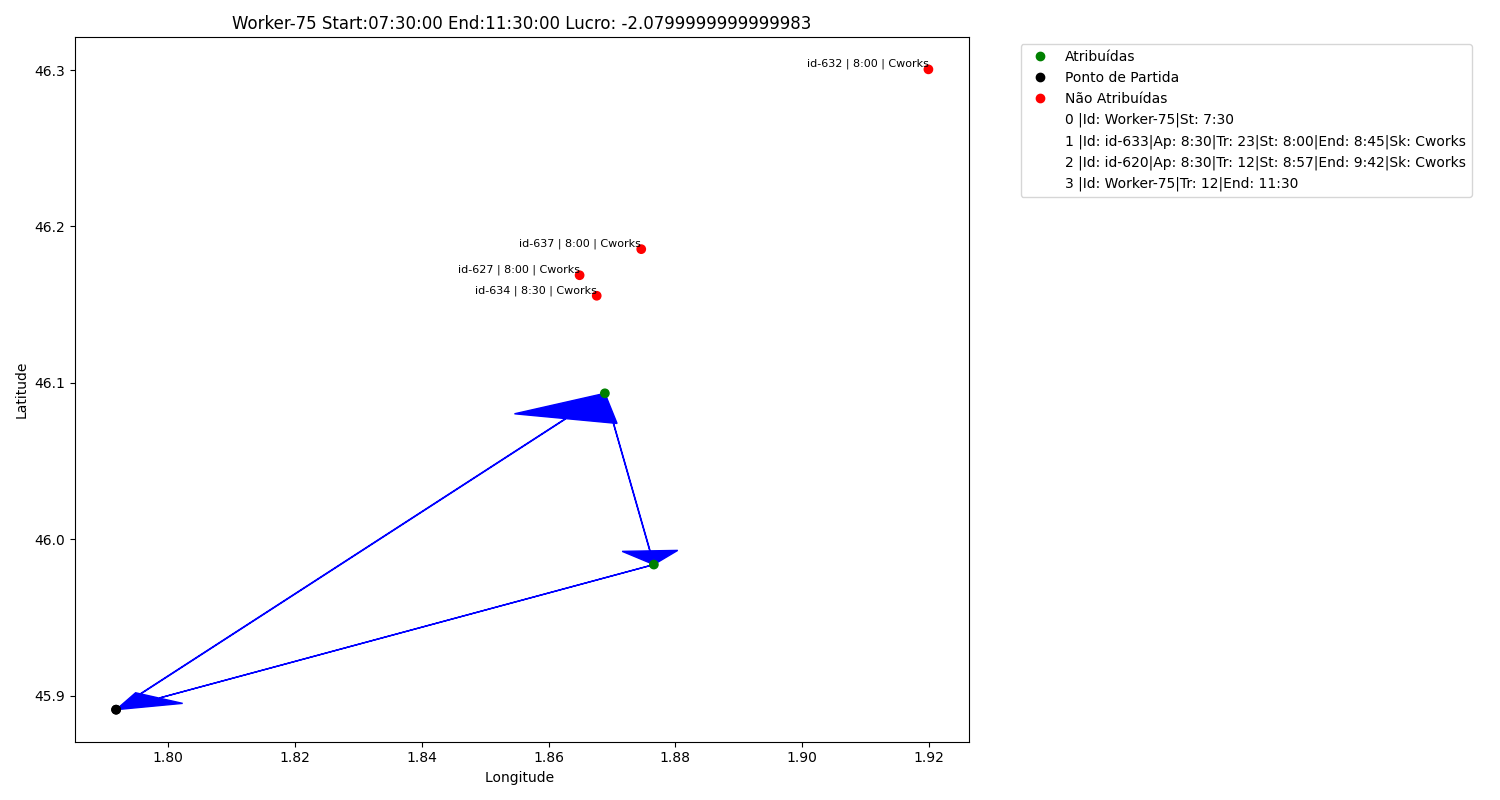 Worker-75 Start:07:30:00 End:11:30:00 Lucro: -2.0799999999999983
46.3
46.2
46.1
46.0
45.9
Latitude
id-632 | 8:00 | Cworks
id-637 | 8:00 | Cworks
id-627 | 8:00 | Cworks
id-634 | 8:30 | Cworks
1.80 1.82 1.84 1.86 1.88 1.90 1.92
Longitude
Atribuídas
Ponto de Partida
Não Atribuídas
0 |Id: Worker-75|St: 7:30
1 |Id: id-633|Ap: 8:30|Tr: 23|St: 8:00|End: 8:45|Sk: Cworks
2 |Id: id-620|Ap: 8:30|Tr: 12|St: 8:57|End: 9:42|Sk: Cworks
3 |Id: Worker-75|Tr: 12|End: 11:30